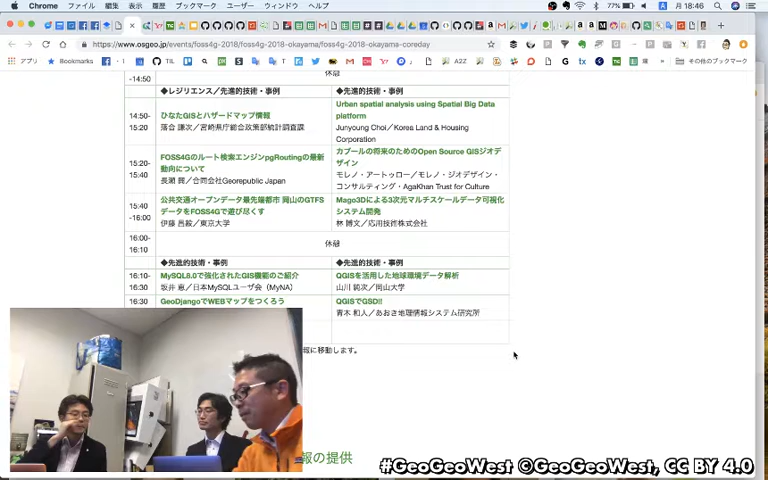 Chrome ファイル 編集 表示 履歴 ブックマーク ユーザー ウィンドウ ヘルプ 77% 月 18:46
https://www.osgeo.jp/events/foss4g-2018/foss4g-2018-okayama/foss4g-2018-okayama-coreday
アプリ Bookmarks TIL AZZ その他のブックマーク
-14:50 休憩
◆レジリエンス／先進的技術・事例 ◆先進的技術・事例
14:50-15:20
ひなたGISとハザードマップ情報
落合 謙次／宮崎県庁総合政策部統計調査課
Urban spatial analysis using Spatial Big Data
platform
Junyoung Choi／Korea Land & Housing
Corporation
15:20-15:40
FOSS4Gのルート検索エンジンpgRoutingの最新
動向について
長瀬 興／合同会社Georepublic Japan
カブールの将来のためのOpen Source GISジオデ
ザイン
モレノ・アートゥロー／モレノ・ジオデザイン・
コンサルティング・AgaKhan Trust for Culture
15:40-16:00
公共交通オープンデータ最先端都市 岡山のGTFS
データをFOSS4Gで遊び尽くす
伊藤 昌毅／東京大学
Mago3Dによる3次元マルチスケールデータ可視化
システム開発
林 博文／応用技術株式会社
16:00-16:10
休憩
◆先進的技術・事例 ◆先進的技術・事例
16:10-16:30
MySQL8.0で強化されたGIS機能のご紹介
坂井 恵／日本MySQLユーザ会（MyNA）
QGISを活用した地球環境データ解析
山川 純次／岡山大学
16:30
GeoDjangoでWEBマップをつくろう
QGISでGSD!!
青木 和人／あおき地理情報システム研究所
報に移動します。
報の提供
#GeoGeoWest ©GeoGeoWest, CC BY 4.0